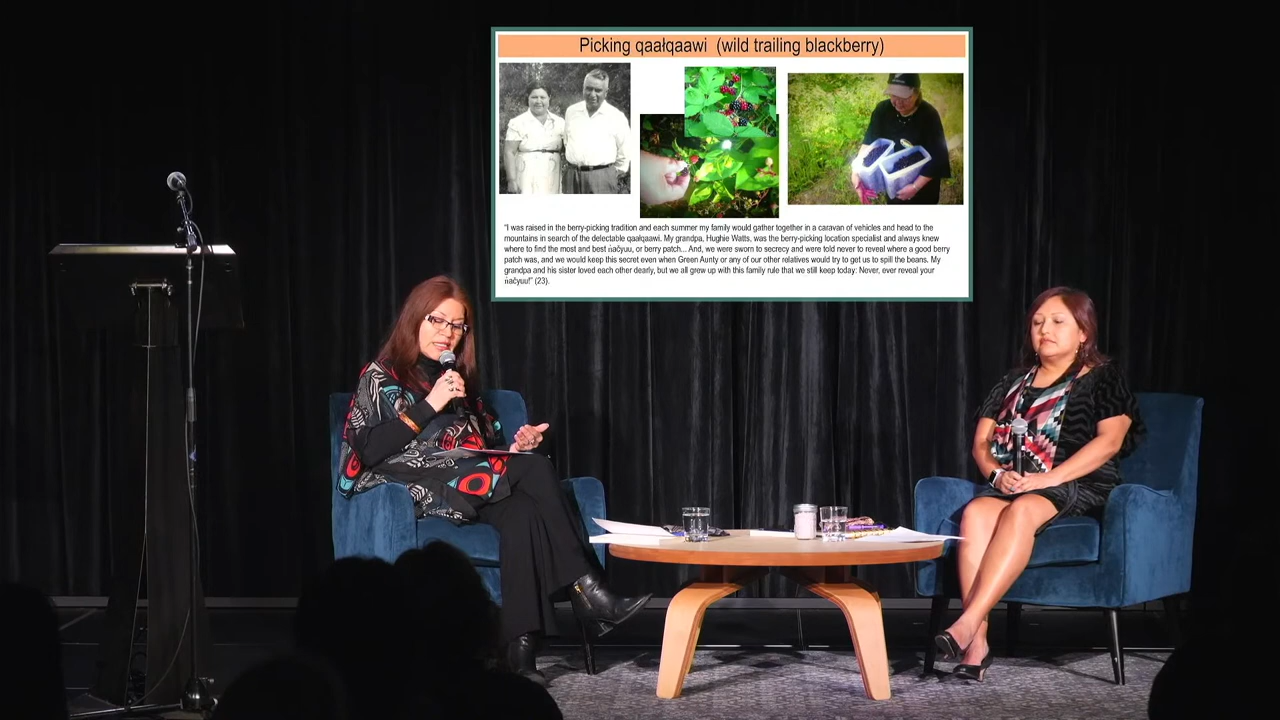 Picking qaałqaawi (wild trailing blackberry)
"I was raised in the berry-picking tradition and each summer my family would gather together in a caravan of vehicles and head to the
mountains in search of the delectable qaałqaawi. My grandpa, Hughie Watts, was the berry-picking location specialist and always knew
where to find the most and best n̓ačyuu, or berry patch... And, we were sworn to secrecy and were told never to reveal where a good berry
patch was, and we would keep this secret even when Green Aunty or any of our other relatives would try to get us to spill the beans. My
grandpa and his sister loved each other dearly, but we all grew up with this family rule that we still keep today: Never, ever reveal your
n̓ačyuu!" (23).